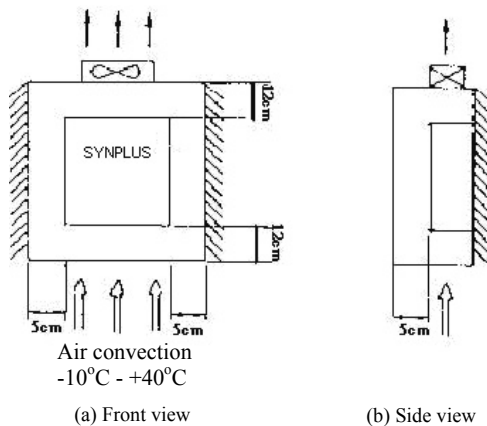 12cm
SYNPLUS
12cm
5cm
5cm
5cm
Air convection
-10°C - +40°C
(a) Front view
(b) Side view